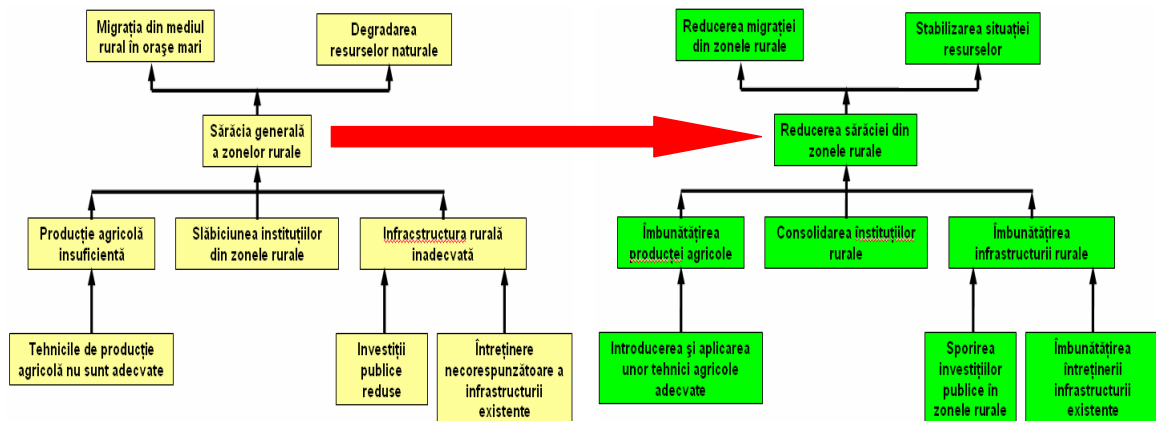 Migrația din mediul
rural în orașe mari
Degradarea
resurselor naturale
Sărăcia generală
a zonelor rurale
Producție agricolă
insuficientă
Slăbiciunea instituțiilor
din zonele rurale
Infracstructura rurală
inadecvată
Tehnicile de producție
agricolă nu sunt adecvate
Investiții
publice
reduse
Întreținere
necorespunzătoare a
infrastructurii
existente
Reducerea migrației
din zonele rurale
Stabilizarea situației
resurselor
Reducerea sărăciei din
zonele rurale
Îmbunătățirea
producței agricole
Consolidarea înstituțiilor
rurale
Îmbunătățirea
infrastructurii rurale
Introducerea și aplicarea
unor tehnici agricole
adecvate
Sporirea
investițiilor
publice în
zonele rurale
Îmbunătățirea
întreținerii
infrastructurii
existente